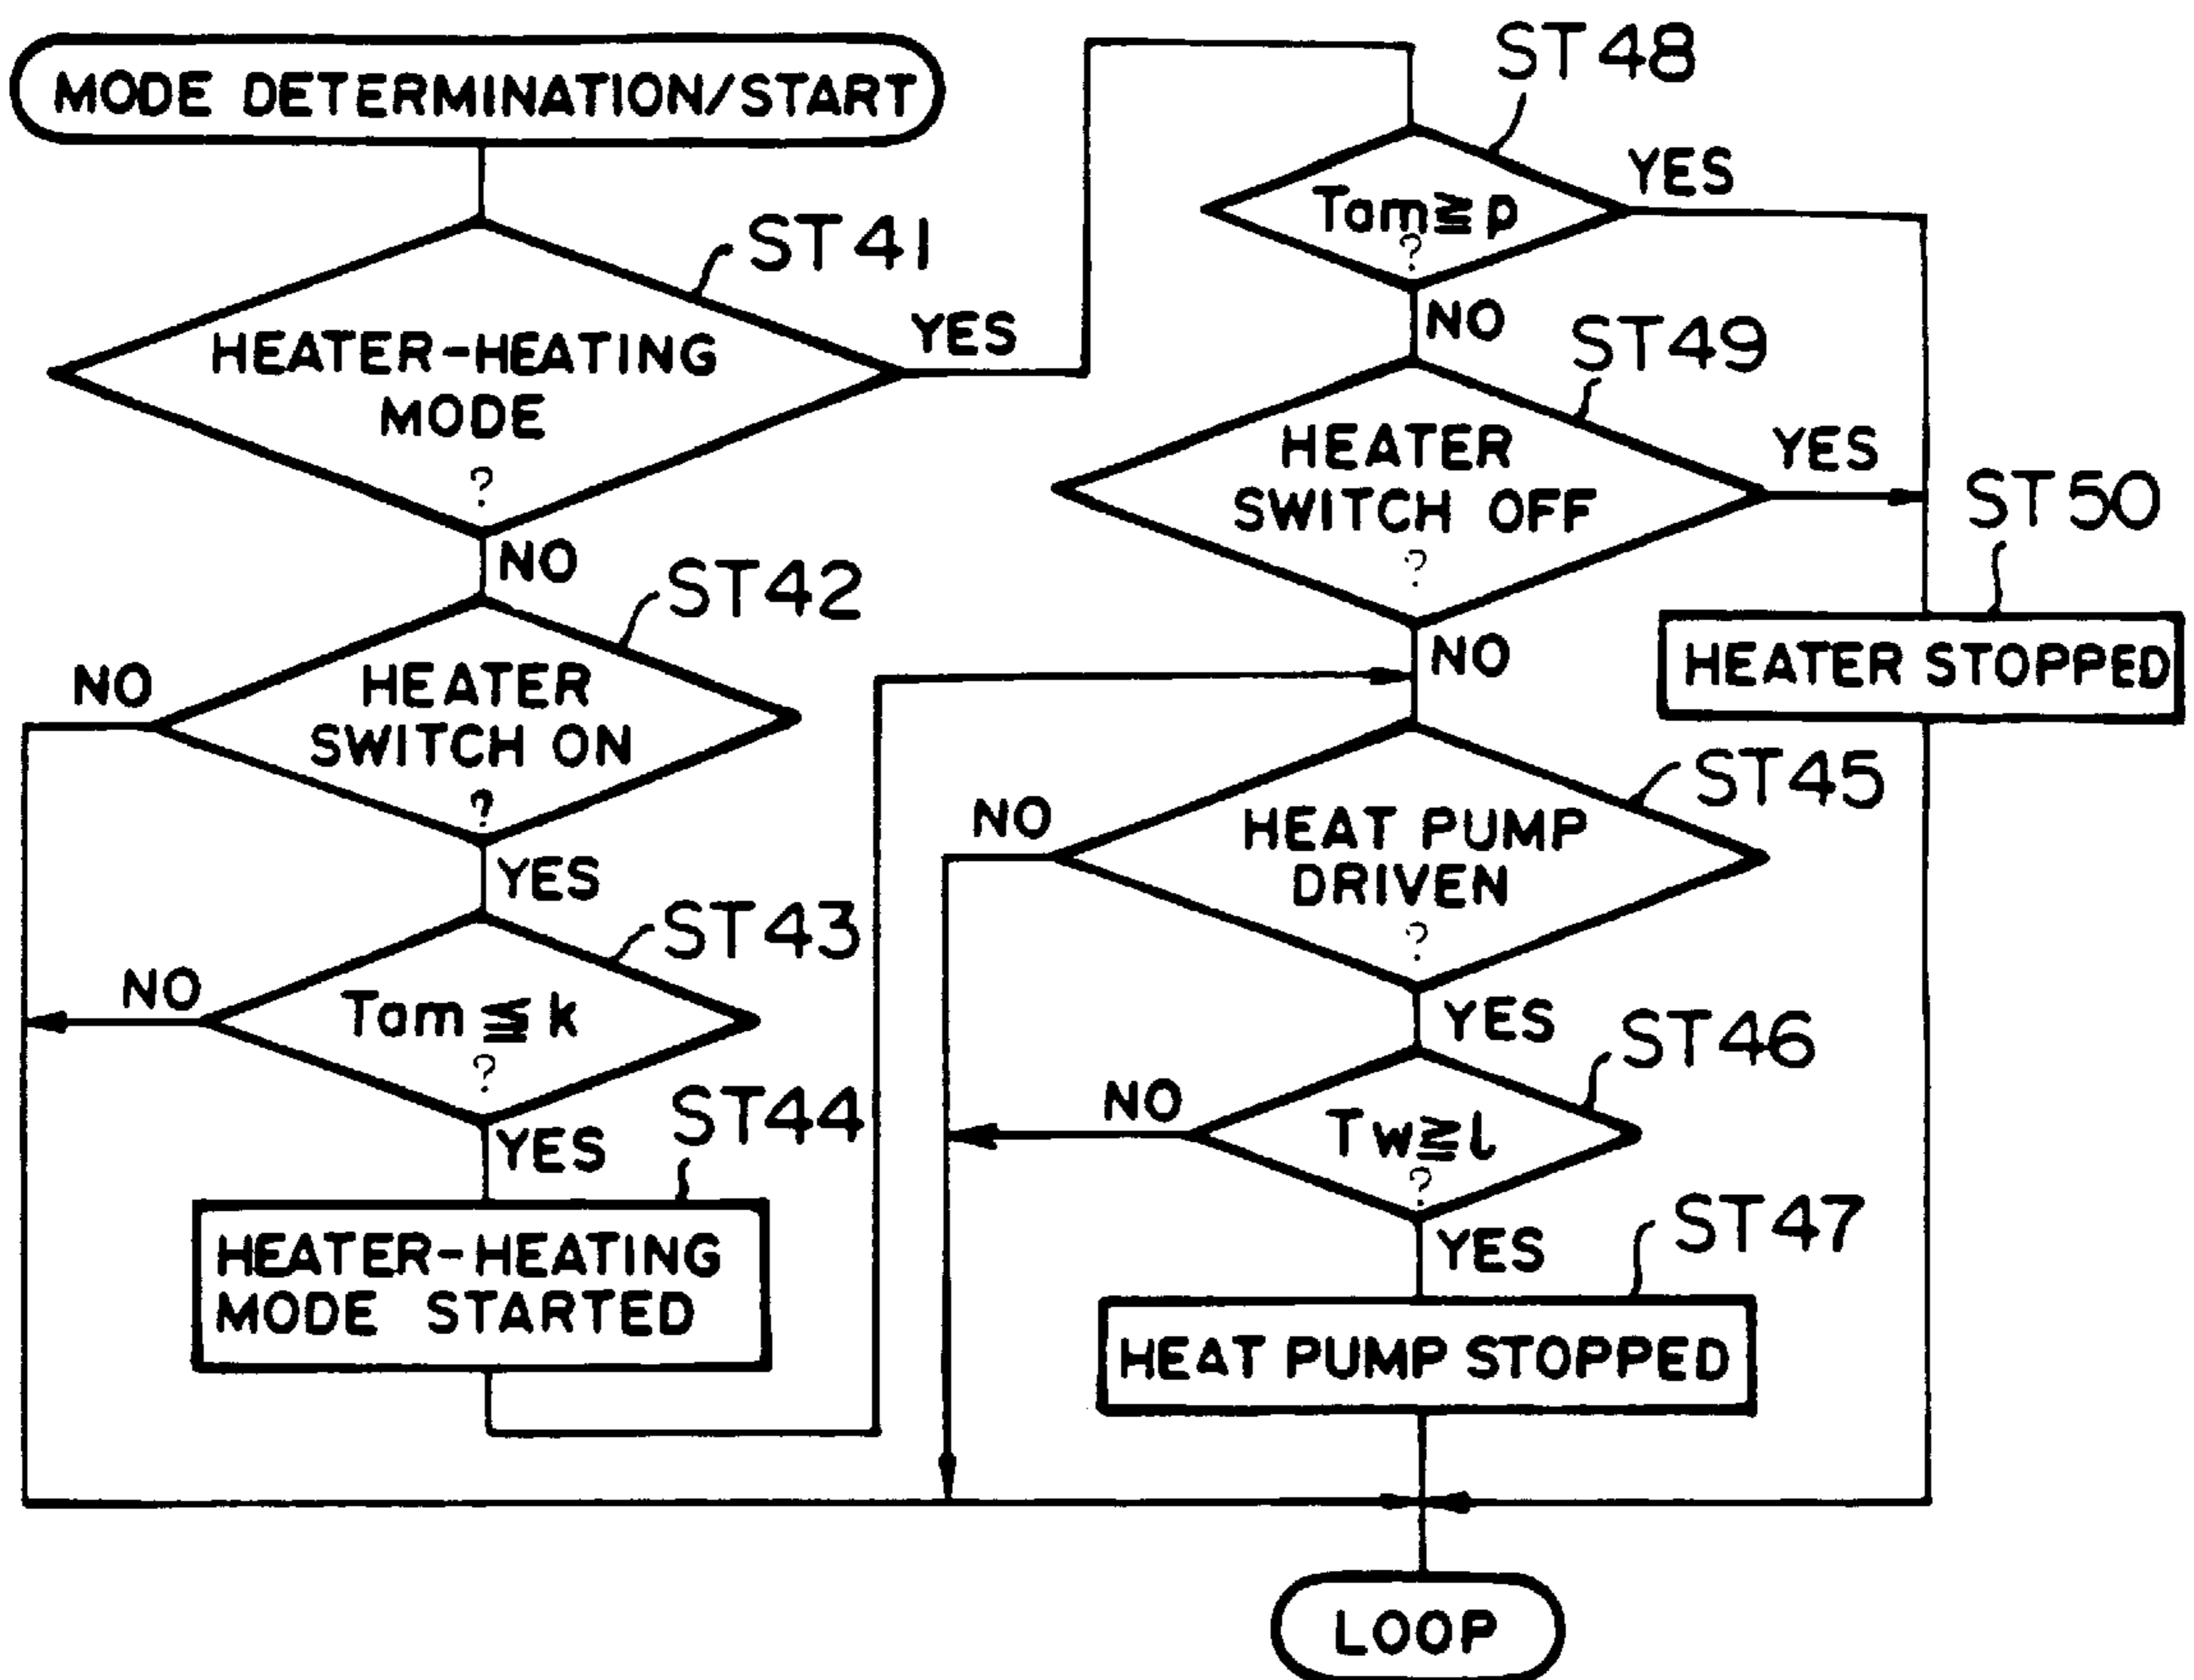 MODE DETERMINATION/START
ST41
HEATER-HEATING
MODE
?
YES
NO
ST42
HEATER
SWITCH ON
?
NO
YES
ST43
Tam ≦ k
?
NO
YES
ST44
HEATER-HEATING
MODE STARTED
ST48
Tam ≧ p
?
YES
NO
ST49
HEATER
SWITCH OFF
?
YES
NO
ST50
HEATER STOPPED
ST45
HEAT PUMP
DRIVEN
?
NO
YES
ST46
Tw ≧ l
?
NO
YES
ST47
HEAT PUMP STOPPED
LOOP